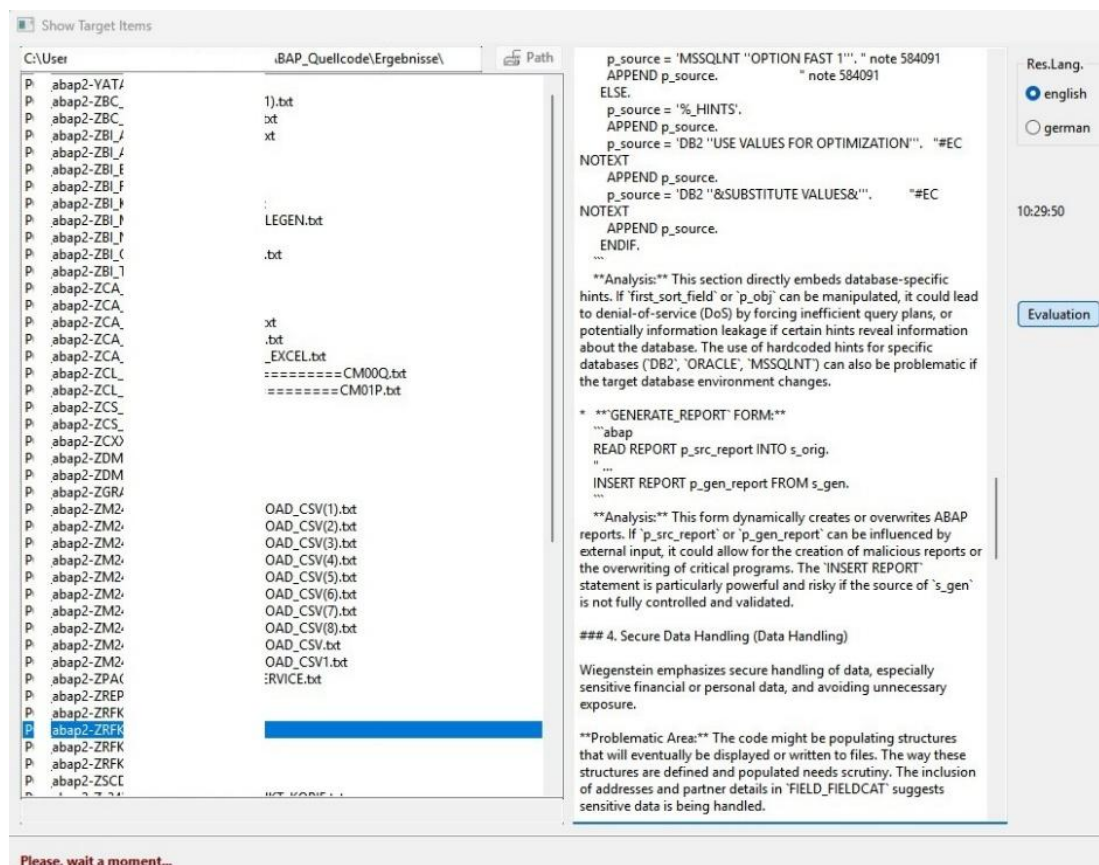 Show Target Items
C:\User .BAP_Quellcode\Ergebnisse\ Path
abap2-YATA
abap2-ZBC_ 1).txt
abap2-ZBC_ xt
abap2-ZBI_A xt
abap2-ZBI_A
abap2-ZBI_E
abap2-ZBI_F
abap2-ZBI_K
abap2-ZBI_N LEGEN.txt
abap2-ZBI_N
abap2-ZBI_C .txt
abap2-ZBI_T
abap2-ZCA_
abap2-ZCA_
abap2-ZCA_ xt
abap2-ZCA_ .txt
abap2-ZCA_ _EXCEL.txt
abap2-ZCL_ =========CM00Q.txt
abap2-ZCL_ ========CM01P.txt
abap2-ZCS_
abap2-ZCS_
abap2-ZCXX
abap2-ZDM
abap2-ZDM
abap2-ZGRA
abap2-ZM2 OAD_CSV(1).txt
abap2-ZM2 OAD_CSV(2).txt
abap2-ZM2 OAD_CSV(3).txt
abap2-ZM2 OAD_CSV(4).txt
abap2-ZM2 OAD_CSV(5).txt
abap2-ZM2 OAD_CSV(6).txt
abap2-ZM2 OAD_CSV(7).txt
abap2-ZM2 OAD_CSV(8).txt
abap2-ZM2 OAD_CSV.txt
abap2-ZM2 OAD_CSV1.txt
abap2-ZPAC ERVICE.txt
abap2-ZREP
abap2-ZRFK
abap2-ZRFK
abap2-ZRFK
abap2-ZRFK
abap2-ZSCD
p_source = 'MSSQLNT ''OPTION FAST 1'''. " note 584091
APPEND p_source. " note 584091
ELSE.
p_source = '%_HINTS'.
APPEND p_source.
p_source = 'DB2 ''USE VALUES FOR OPTIMIZATION'''. "#EC
NOTEXT
APPEND p_source.
p_source = 'DB2 ''&SUBSTITUTE VALUES&'''. "#EC
NOTEXT
APPEND p_source.
ENDIF.
```
**Analysis:** This section directly embeds database-specific
hints. If `first_sort_field` or `p_obj` can be manipulated, it could lead
to denial-of-service (DoS) by forcing inefficient query plans, or
potentially information leakage if certain hints reveal information
about the database. The use of hardcoded hints for specific
databases (`DB2`, `ORACLE`, `MSSQLNT`) can also be problematic if
the target database environment changes.
* **`GENERATE_REPORT` FORM:**
```abap
READ REPORT p_src_report INTO s_orig.
" ...
INSERT REPORT p_gen_report FROM s_gen.
```
**Analysis:** This form dynamically creates or overwrites ABAP
reports. If `p_src_report` or `p_gen_report` can be influenced by
external input, it could allow for the creation of malicious reports or
the overwriting of critical programs. The `INSERT REPORT`
statement is particularly powerful and risky if the source of `s_gen`
is not fully controlled and validated.
### 4. Secure Data Handling (Data Handling)
Wiegenstein emphasizes secure handling of data, especially
sensitive financial or personal data, and avoiding unnecessary
exposure.
**Problematic Area:** The code might be populating structures
that will eventually be displayed or written to files. The way these
structures are defined and populated needs scrutiny. The inclusion
of addresses and partner details in `FIELD_FIELDCAT` suggests
sensitive data is being handled.
Res.Lang.
english
german
10:29:50
Evaluation
Please, wait a moment...